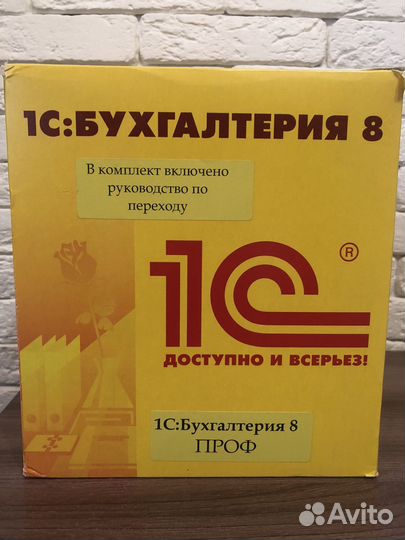 1С:БУХГАЛТЕРИЯ 8
В комплект включено
руководство по
переходу
1С®
ДОСТУПНО И ВСЕРЬЕЗ!
1С:Бухгалтерия 8
ПРОФ
Avito